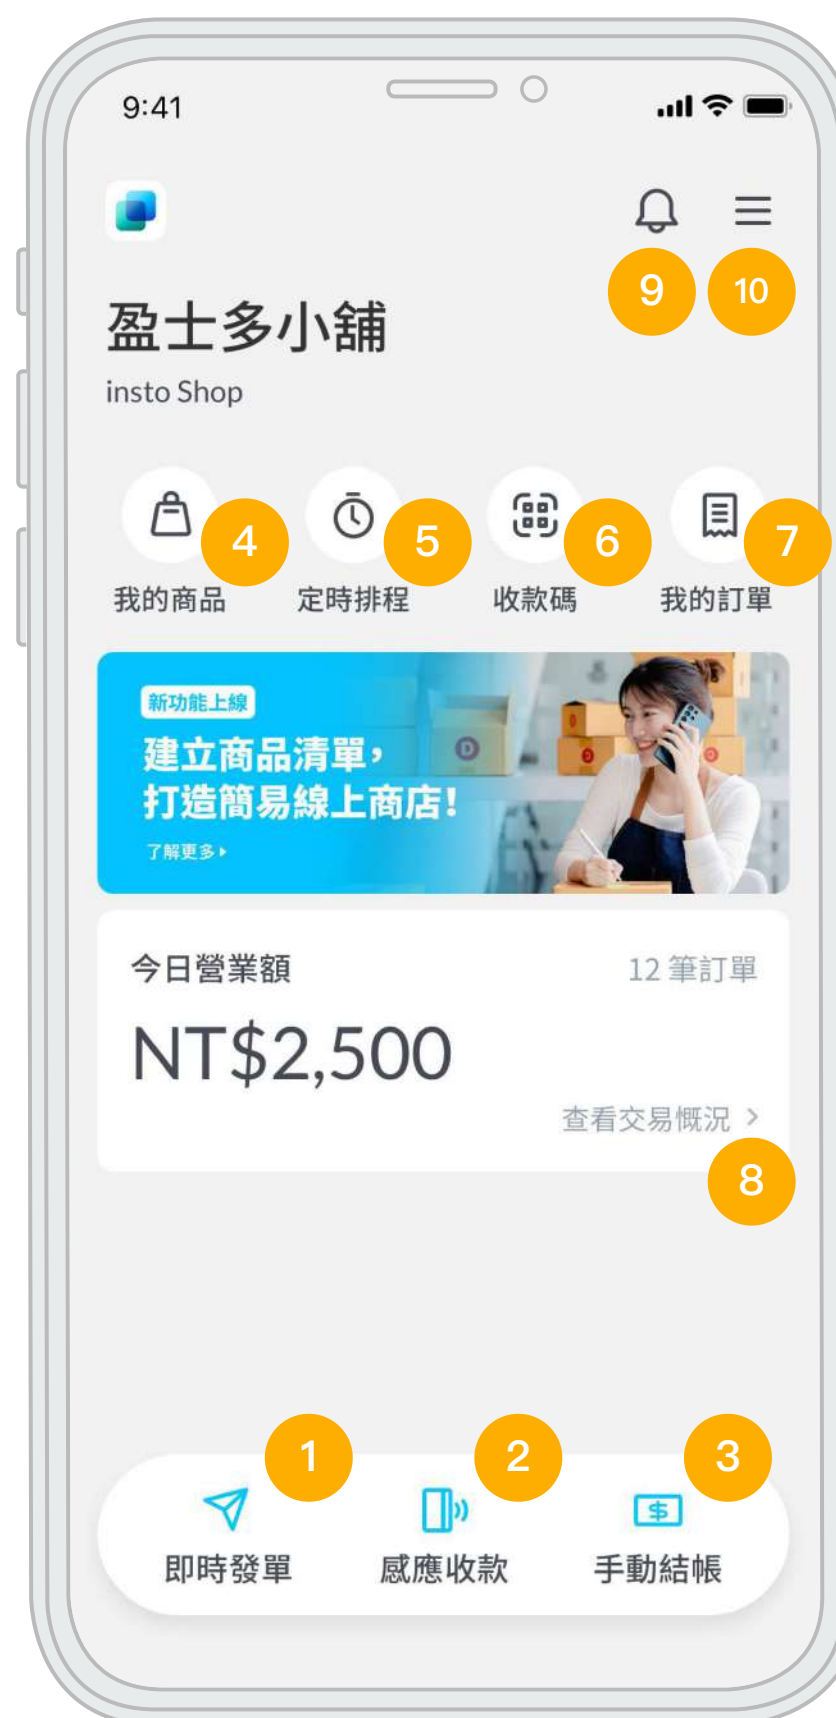 9:41
9
10
盈士多小舖
insto Shop
4
5
6
7
我的商品
定時排程
收款碼
我的訂單
新功能上線
建立商品清單，
打造簡易線上商店！
了解更多
D
今日營業額
12 筆訂單
NT$2,500
查看交易慨況
8
1
2
3
即時發單
感應收款
手動結帳